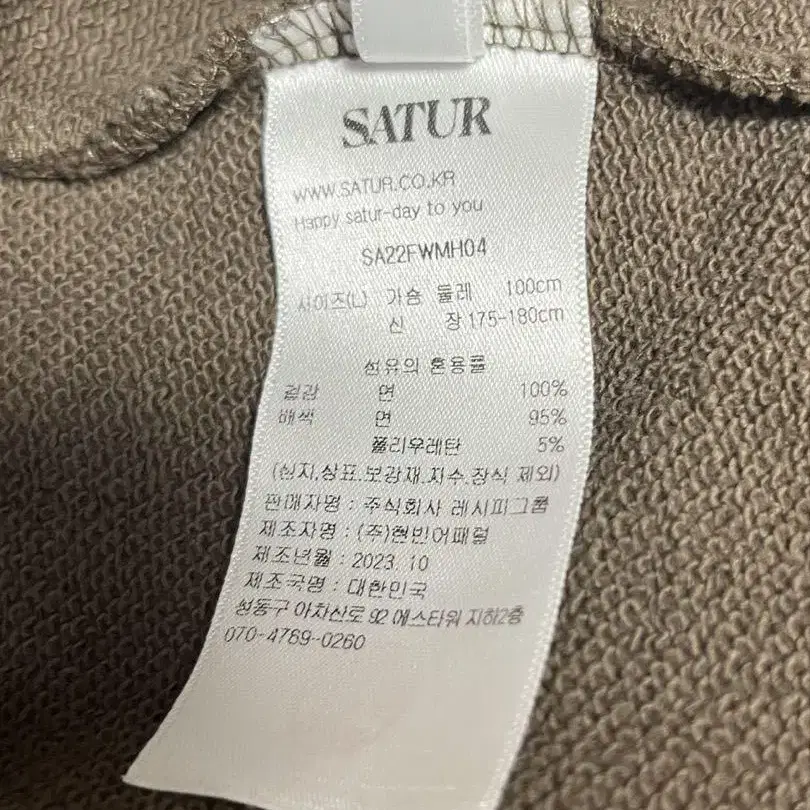 SATUR
WWW.SATUR.CO.KR
Happy satur-day to you
SA22FWMH04
사이즈(L) 가슴 둘레 100cm
신 장 175-180cm
섬유의 혼용률
겉감 면 100%
배색 면 95%
폴리우레탄 5%
(심지,상표,보강재,자수,장식 제외)
판매자명 : 주식회사 레시피그룹
제조자명 : (주)현빈어패럴
제조년월 : 2023.10
제조국명 : 대한민국
성동구 아차산로 92 에스타워 지하2층
070-4769-0260